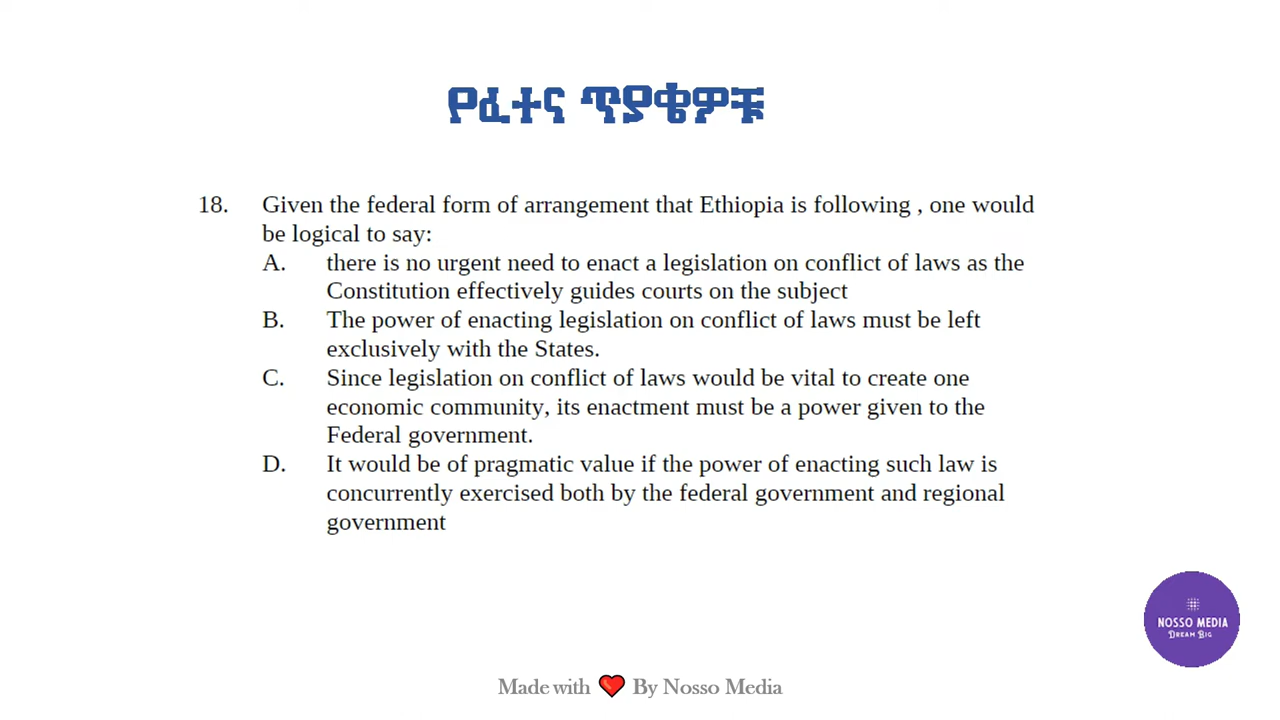 የፈተና ጥያቄዎቹ
18. Given the federal form of arrangement that Ethiopia is following , one would
be logical to say:
A. there is no urgent need to enact a legislation on conflict of laws as the
Constitution effectively guides courts on the subject
B. The power of enacting legislation on conflict of laws must be left
exclusively with the States.
C. Since legislation on conflict of laws would be vital to create one
economic community, its enactment must be a power given to the
Federal government.
D. It would be of pragmatic value if the power of enacting such law is
concurrently exercised both by the federal government and regional
government
NOSSO MEDIA
DREAM BIG
Made with ❤️ By Nosso Media